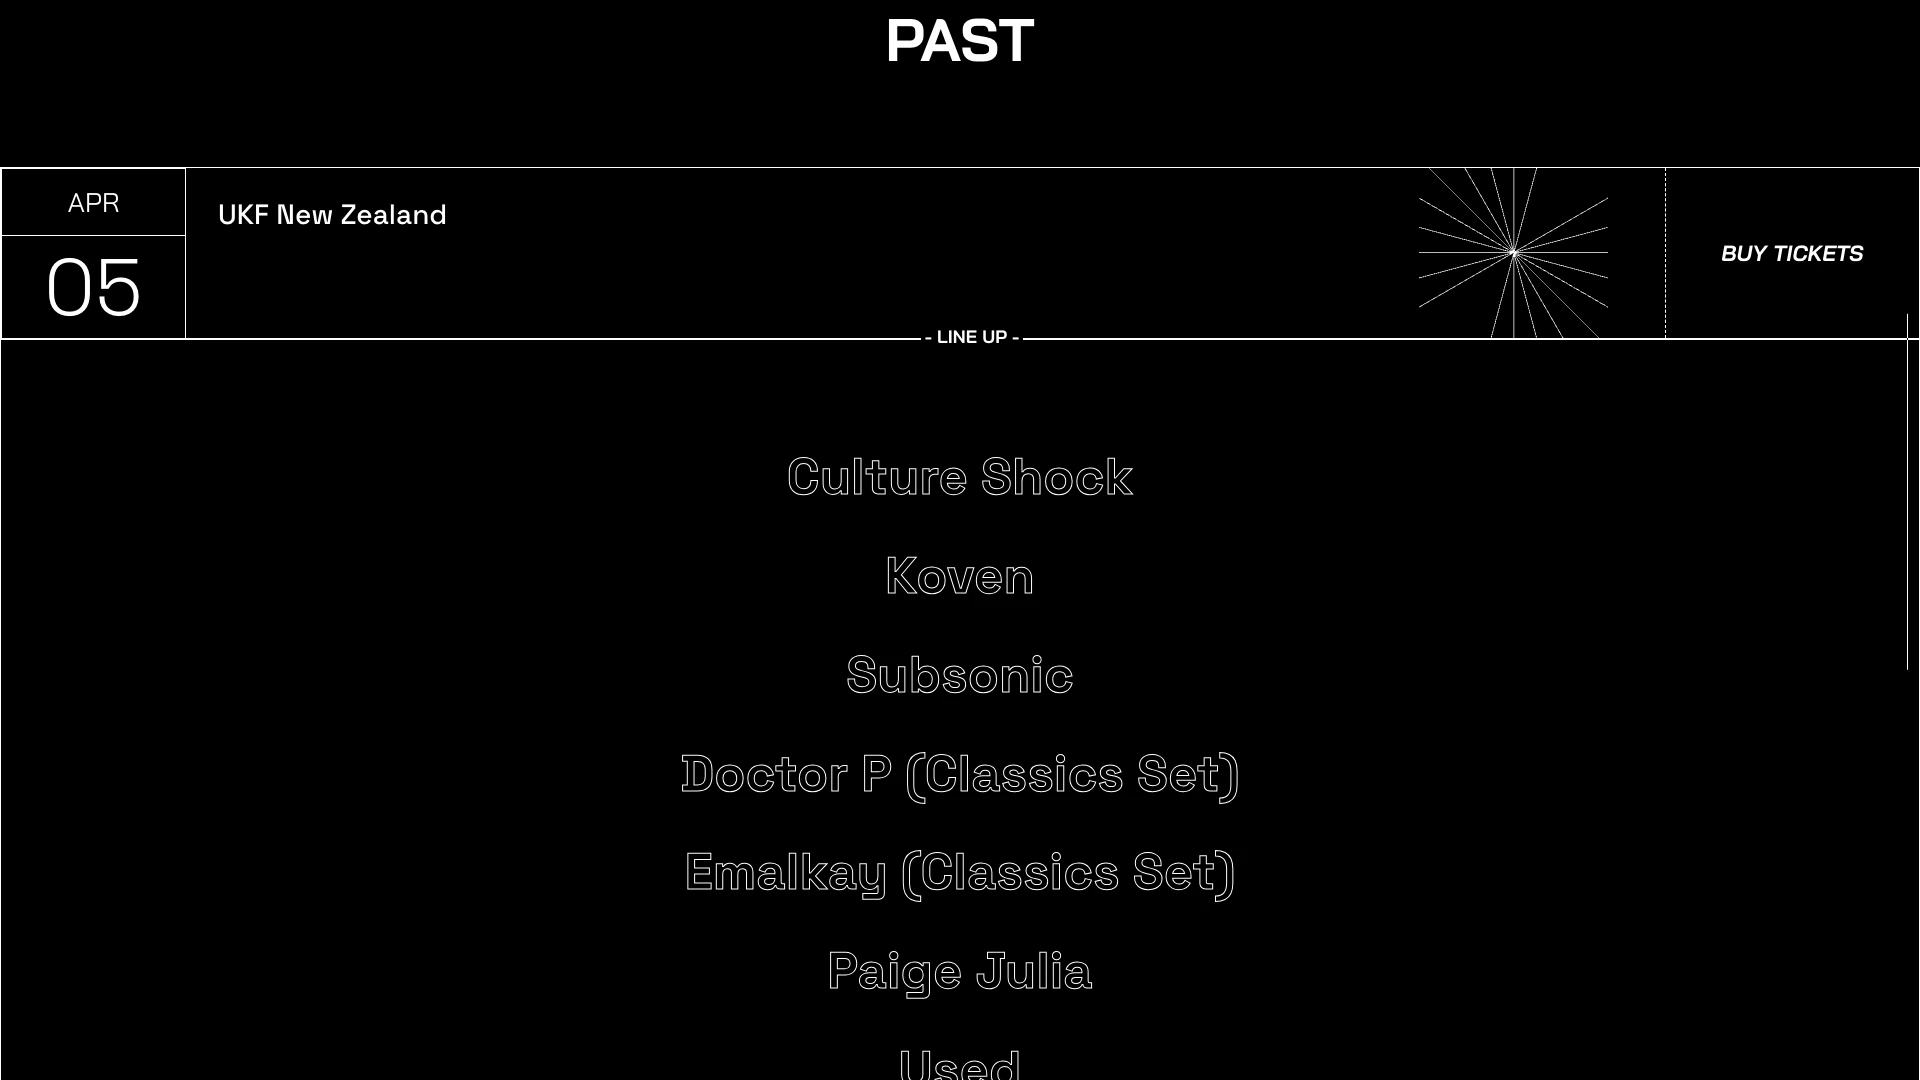 PAST
APR
05
UKF New Zealand
BUY TICKETS
- LINE UP -
Culture Shock
Koven
Subsonic
Doctor P (Classics Set)
Emalkay (Classics Set)
Paige Julia
Used